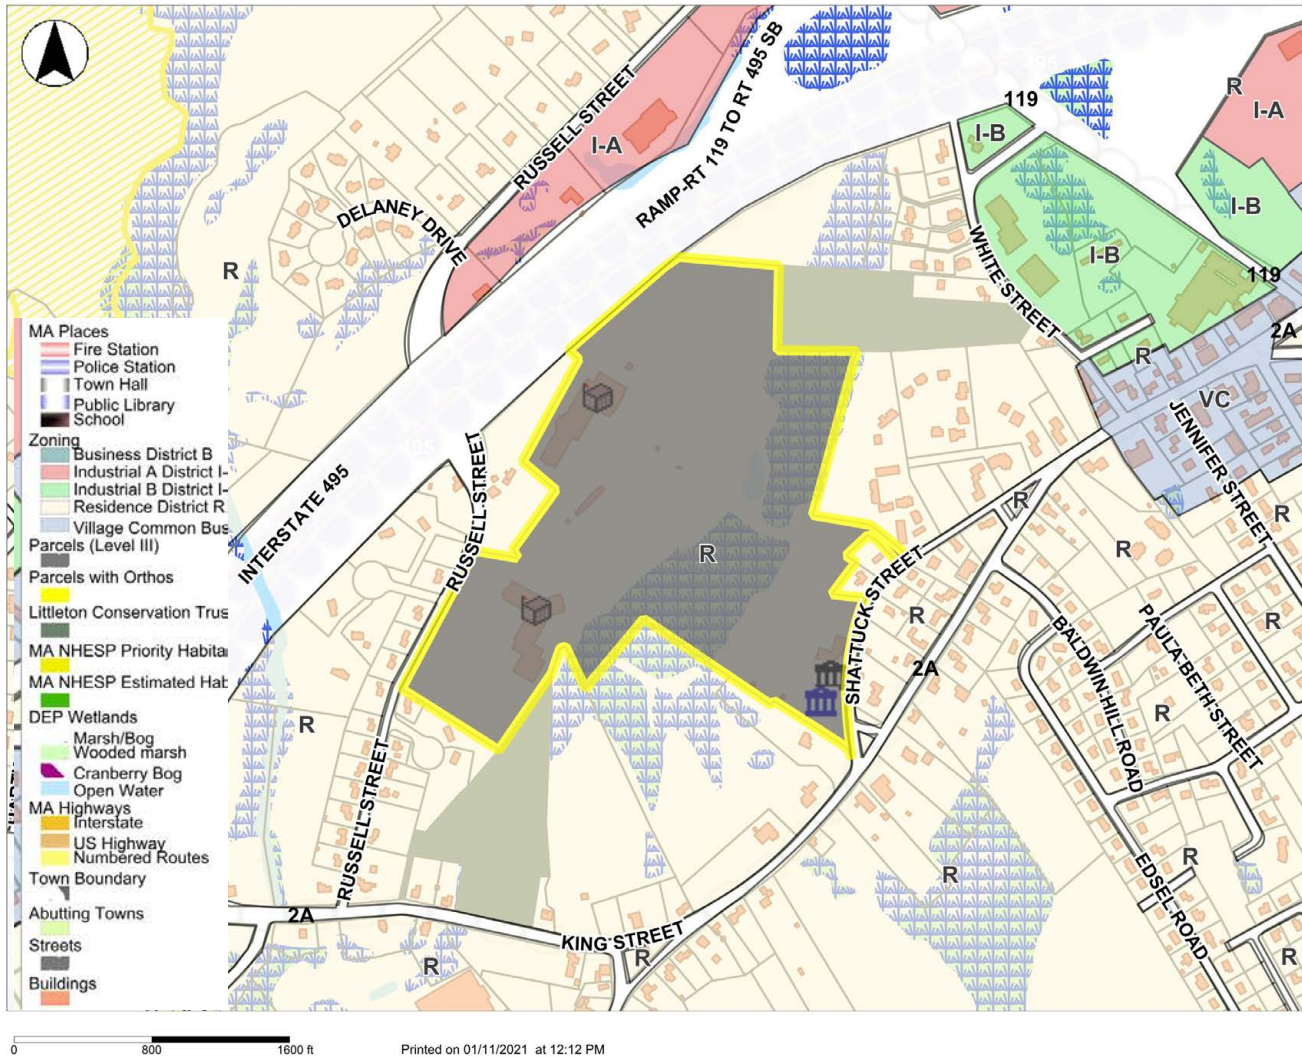 RUSSELL STREET
I-A
DELANEY DRIVE
R
RAMP-RT 119 TO RT 495 SB
119
I-B
R
I-A
I-B
I-B
WHITE STREET
119
2A
R
VC
JENNIFER STREET
R
INTERSTATE 495
RUSSELL STREET
R
R
R
SHATTUCK STREET
R
2A
BALDWIN HILL ROAD
PAULA BETH STREET
R
R
R
RUSSELL STREET
R
R
EDSEL ROAD
2A
KING STREET
R
R
R
MA Places
Fire Station
Police Station
Town Hall
Public Library
School
Zoning
Business District B
Industrial A District I-
Industrial B District I-
Residence District R
Village Common Bus
Parcels (Level III)
Parcels with Orthos
Littleton Conservation Trus
MA NHESP Priority Habita
MA NHESP Estimated Hab
DEP Wetlands
Marsh/Bog
Wooded marsh
Cranberry Bog
Open Water
MA Highways
Interstate
US Highway
Numbered Routes
Town Boundary
Abutting Towns
Streets
Buildings
0 800 1600 ft
Printed on 01/11/2021 at 12:12 PM